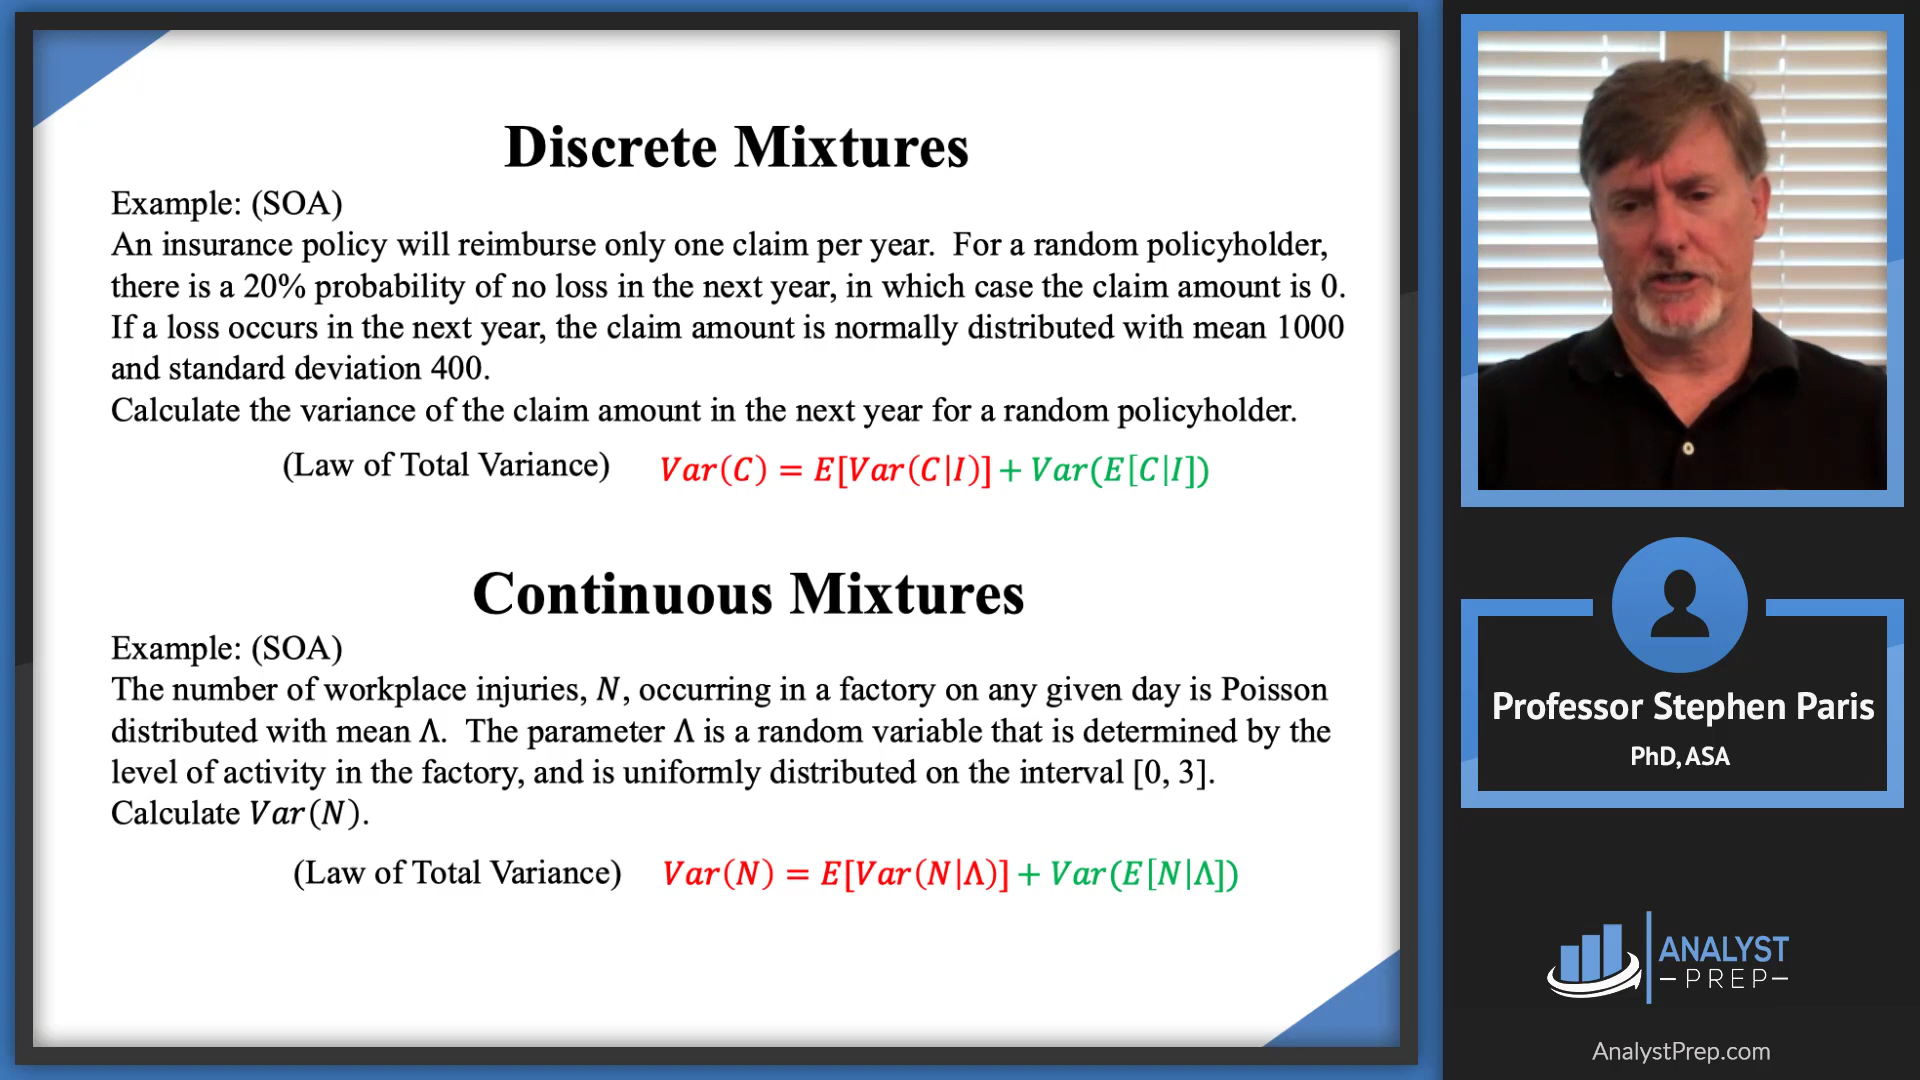 Discrete Mixtures
Example: (SOA)
An insurance policy will reimburse only one claim per year.  For a random policyholder,
there is a 20% probability of no loss in the next year, in which case the claim amount is 0.
If a loss occurs in the next year, the claim amount is normally distributed with mean 1000
and standard deviation 400.
Calculate the variance of the claim amount in the next year for a random policyholder.
(Law of Total Variance) Var(C) = E[Var(C|I)] + Var(E[C|I])
Continuous Mixtures
Example: (SOA)
The number of workplace injuries, N, occurring in a factory on any given day is Poisson
distributed with mean Λ.  The parameter Λ is a random variable that is determined by the
level of activity in the factory, and is uniformly distributed on the interval [0, 3].
Calculate Var(N).
(Law of Total Variance) Var(N) = E[Var(N|Λ)] + Var(E[N|Λ])
Professor Stephen Paris
PhD, ASA
ANALYST
PREP
AnalystPrep.com